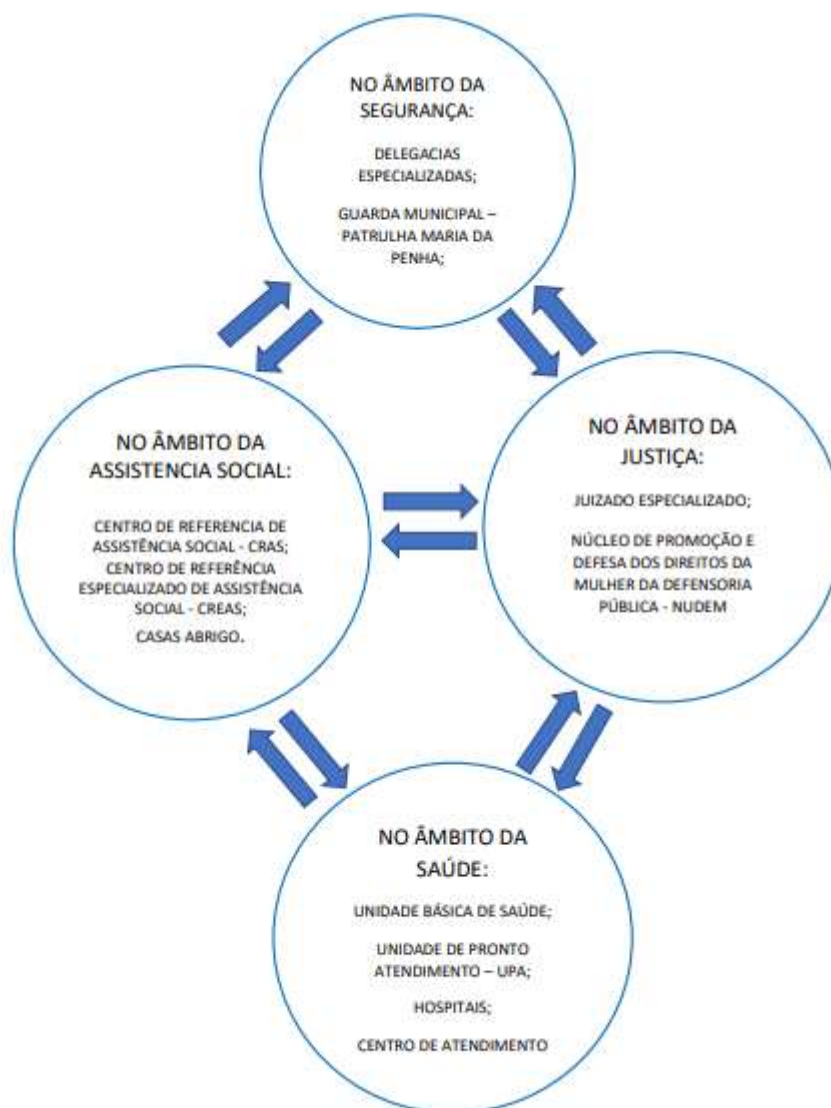 NO ÂMBITO DA
SEGURANÇA:
DELEGACIAS
ESPECIALIZADAS;
GUARDA MUNICIPAL –
PATRULHA MARIA DA
PENHA;
NO ÂMBITO DA
ASSISTENCIA SOCIAL:
CENTRO DE REFERENCIA DE
ASSISTÊNCIA SOCIAL - CRAS;
CENTRO DE REFERÊNCIA
ESPECIALIZADO DE ASSISTÊNCIA
SOCIAL - CREAS;
CASAS ABRIGO.
NO ÂMBITO DA
JUSTIÇA:
JUIZADO ESPECIALIZADO;
NÚCLEO DE PROMOÇÃO E
DEFESA DOS DIREITOS DA
MULHER DA DEFENSORIA
PÚBLICA - NUDEM
NO ÂMBITO DA
SAÚDE:
UNIDADE BÁSICA DE SAÚDE;
UNIDADE DE PRONTO
ATENDIMENTO – UPA;
HOSPITAIS;
CENTRO DE ATENDIMENTO